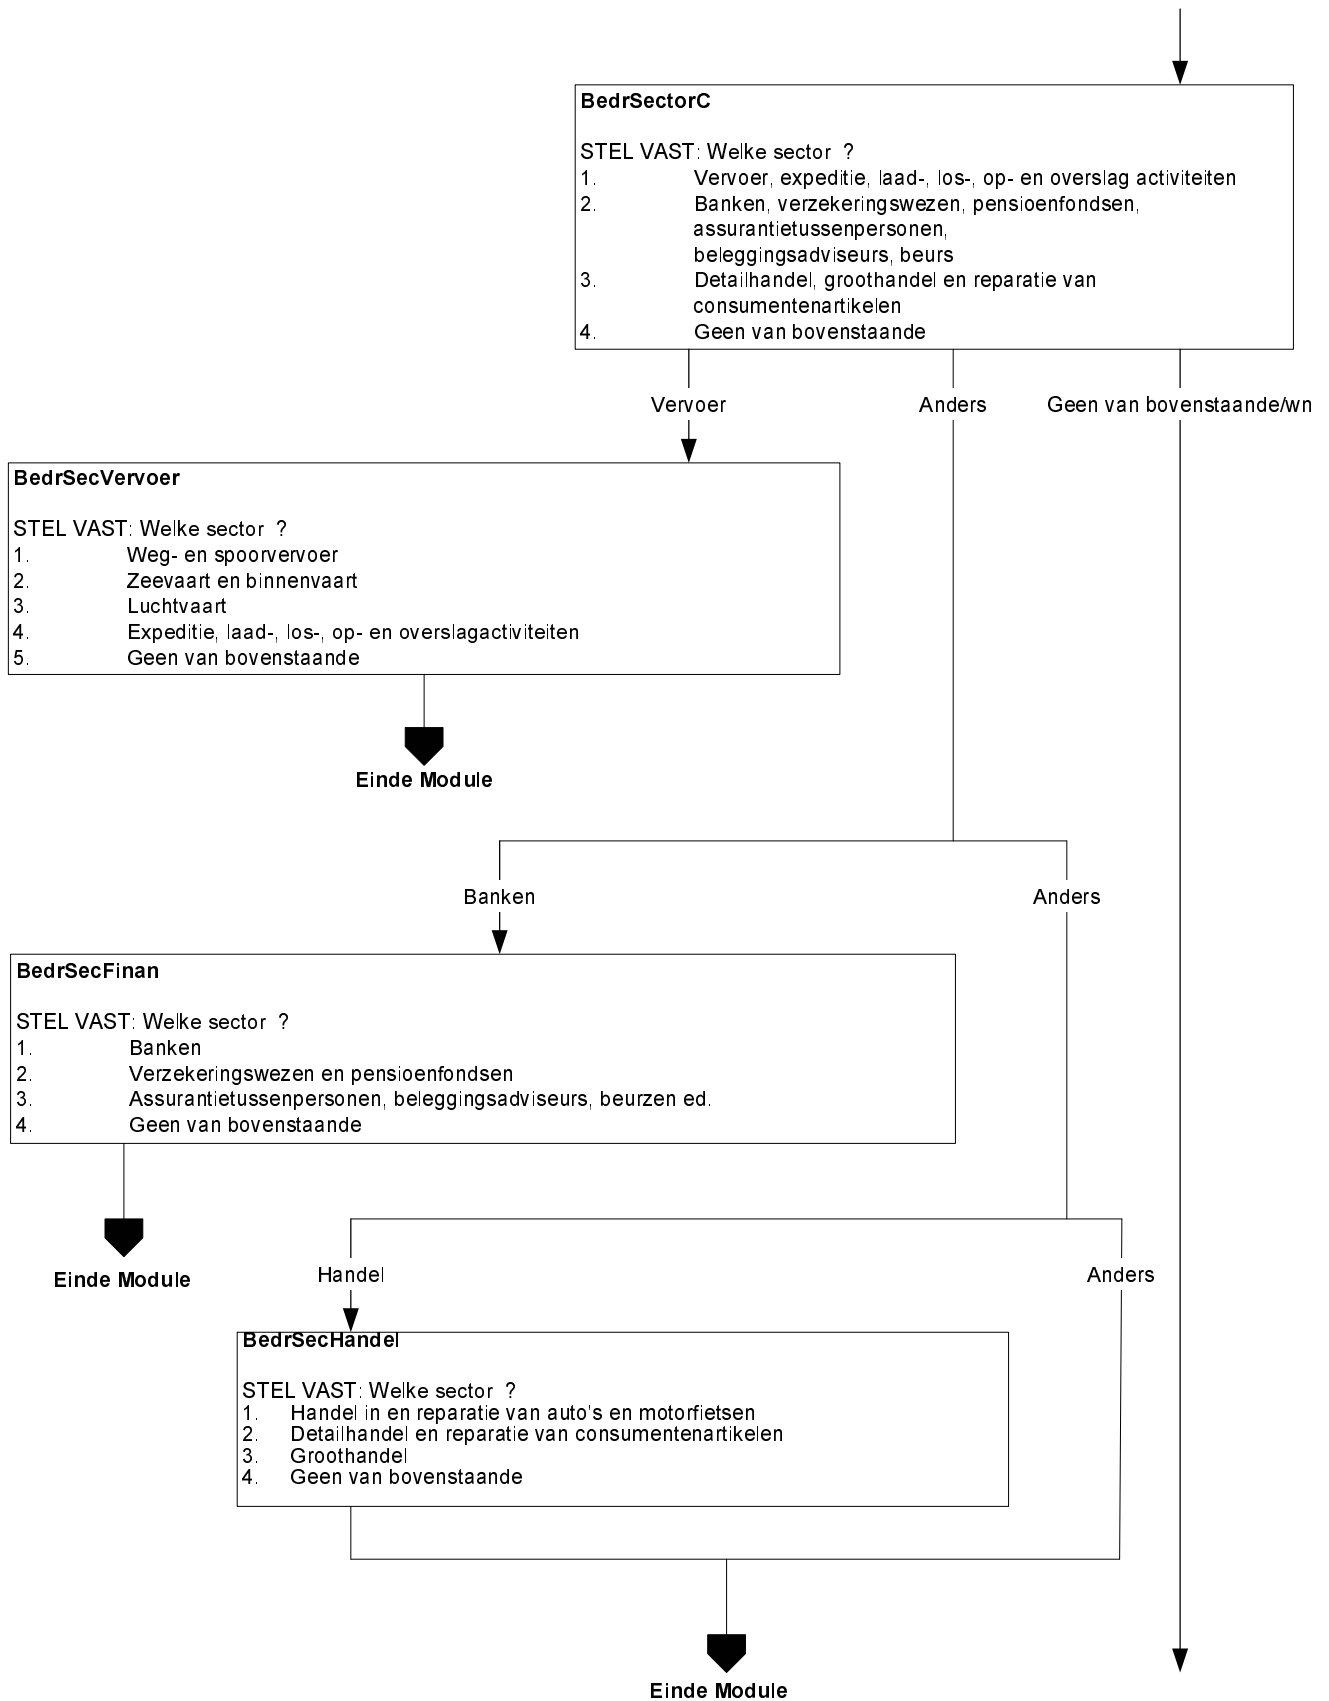 BedrSectorC
STEL VAST: Welke sector ?
1. Vervoer, expeditie, laad-, los-, op- en overslag activiteiten
2. Banken, verzekeringswezen, pensioenfondsen,
assurantietussenpersonen,
beleggingsadviseurs, beurs
3. Detailhandel, groothandel en reparatie van
consumentenartikelen
4. Geen van bovenstaande
Vervoer Anders Geen van bovenstaande/wn
BedrSecVervoer
STEL VAST: Welke sector ?
1. Weg- en spoorvervoer
2. Zeevaart en binnenvaart
3. Luchtvaart
4. Expeditie, laad-, los-, op- en overslagactiviteiten
5. Geen van bovenstaande
Einde Module
Banken Anders
BedrSecFinan
STEL VAST: Welke sector ?
1. Banken
2. Verzekeringswezen en pensioenfondsen
3. Assurantietussenpersonen, beleggingsadviseurs, beurzen ed.
4. Geen van bovenstaande
Einde Module
Handel Anders
BedrSecHandel
STEL VAST: Welke sector ?
1. Handel in en reparatie van auto's en motorfietsen
2. Detailhandel en reparatie van consumentenartikelen
3. Groothandel
4. Geen van bovenstaande
Einde Module